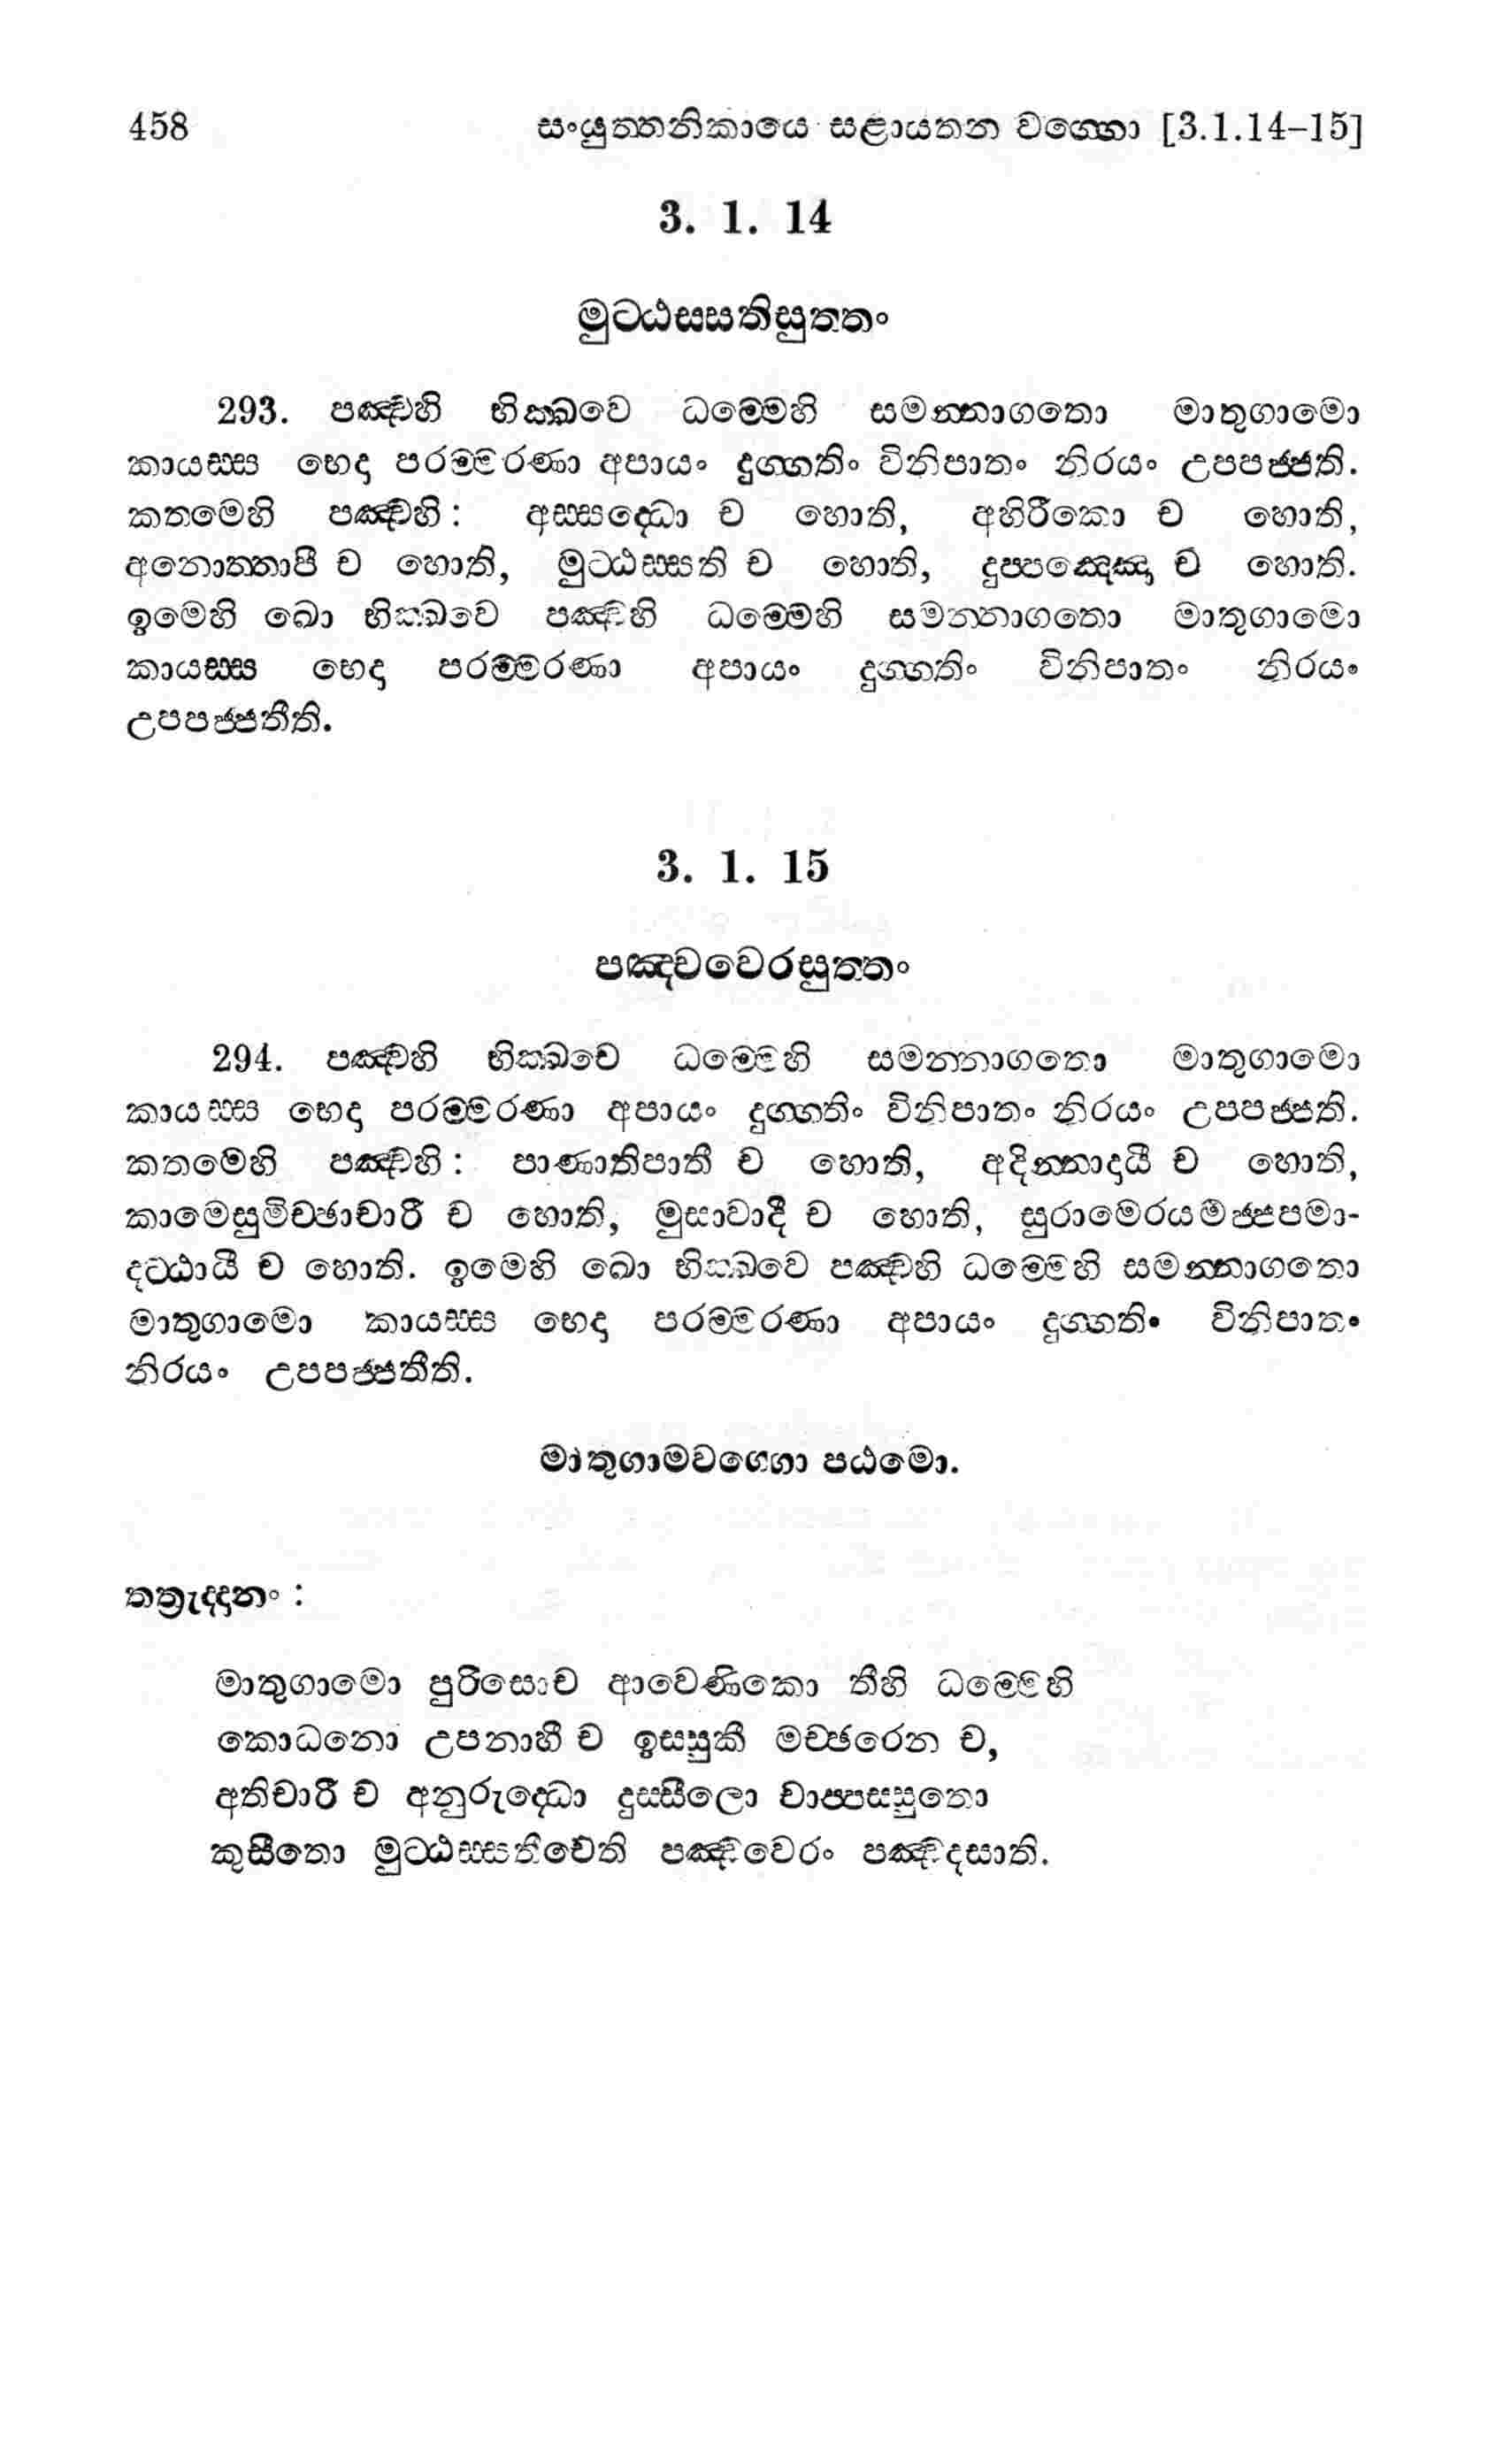 458 සංයුත්තනිකායෙ සළායතන වග්ගො [3.1.14–15]
3. 1. 14
මුට්ඨස්සතිසුත්තං
293. පඤ්චහි භික්ඛවෙ ධම්මෙහි සමන්නාගතො මාතුගාමො
කායස්ස භෙදා පරම්මරණා අපායං දුග්ගතිං විනිපාතං නිරයං උපපජ්ජති.
කතමෙහි පඤ්චහි: අස්සද්ධො ච හොති, අහිරීකො ච හොති,
අනොත්තාපී ච හොති, මුට්ඨස්සති ච හොති, දුප්පඤ්ඤො ච හොති.
ඉමෙහි ඛො භික්ඛවෙ පඤ්චහි ධම්මෙහි සමන්නාගතො මාතුගාමො
කායස්ස භෙදා පරම්මරණා අපායං දුග්ගතිං විනිපාතං නිරයං
උපපජ්ජතීති.
3. 1. 15
පඤ්චවෙරසුත්තං
294. පඤ්චහි භික්ඛවෙ ධම්මෙහි සමන්නාගතො මාතුගාමො
කායස්ස භෙදා පරම්මරණා අපායං දුග්ගතිං විනිපාතං නිරයං උපපජ්ජති.
කතමෙහි පඤ්චහි: පාණාතිපාතී ච හොති, අදින්නාදායී ච හොති,
කාමෙසුමිච්ඡාචාරී ච හොති, මුසාවාදී ච හොති, සුරාමෙරයමජ්ජපමා-
දට්ඨායී ච හොති. ඉමෙහි ඛො භික්ඛවෙ පඤ්චහි ධම්මෙහි සමන්නාගතො
මාතුගාමො කායස්ස භෙදා පරම්මරණා අපායං දුග්ගතිං විනිපාතං
නිරයං උපපජ්ජතීති.
මාතුගාමවග්ගො පඨමො.
තත්‍රුද්දානං :
මාතුගාමො පුරිසොච ආවෙණිකො තීහි ධම්මෙහි
කොධනො උපනාහී ච ඉස්සුකී මච්ඡරෙන ච,
අතිචාරී ච අනුරුද්ධො දුස්සීලො චාප්පස්සුතො
කුසීතො මුට්ඨස්සතීචෙති පඤ්චවෙරං පඤ්චදසාති.